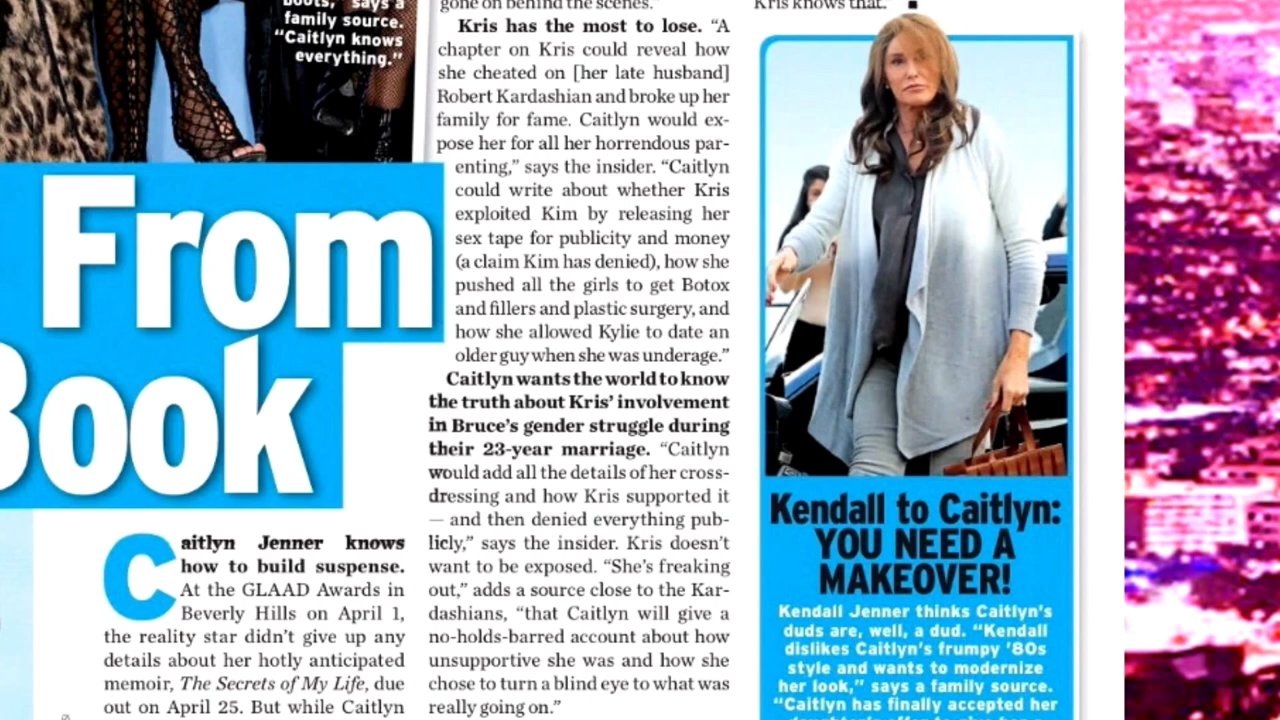 boots," says a
family source.
"Caitlyn knows
everything."
From
Book
Caitlyn Jenner knows
how to build suspense.
At the GLAAD Awards in
Beverly Hills on April 1,
the reality star didn't give up any
details about her hotly anticipated
memoir, The Secrets of My Life, due
out on April 25. But while Caitlyn
gone on behind the scenes."
Kris has the most to lose. "A
chapter on Kris could reveal how
she cheated on [her late husband]
Robert Kardashian and broke up her
family for fame. Caitlyn would ex-
pose her for all her horrendous par-
enting," says the insider. "Caitlyn
could write about whether Kris
exploited Kim by releasing her
sex tape for publicity and money
(a claim Kim has denied), how she
pushed all the girls to get Botox
and fillers and plastic surgery, and
how she allowed Kylie to date an
older guy when she was underage."
Caitlyn wants the world to know
the truth about Kris' involvement
in Bruce's gender struggle during
their 23-year marriage. "Caitlyn
would add all the details of her cross-
dressing and how Kris supported it
— and then denied everything pub-
licly," says the insider. Kris doesn't
want to be exposed. "She's freaking
out," adds a source close to the Kar-
dashians, "that Caitlyn will give a
no-holds-barred account about how
unsupportive she was and how she
chose to turn a blind eye to what was
really going on."
Kris knows that."
Kendall to Caitlyn:
YOU NEED A
MAKEOVER!
Kendall Jenner thinks Caitlyn's
duds are, well, a dud. "Kendall
dislikes Caitlyn's frumpy '80s
style and wants to modernize
her look," says a family source.
"Caitlyn has finally accepted her